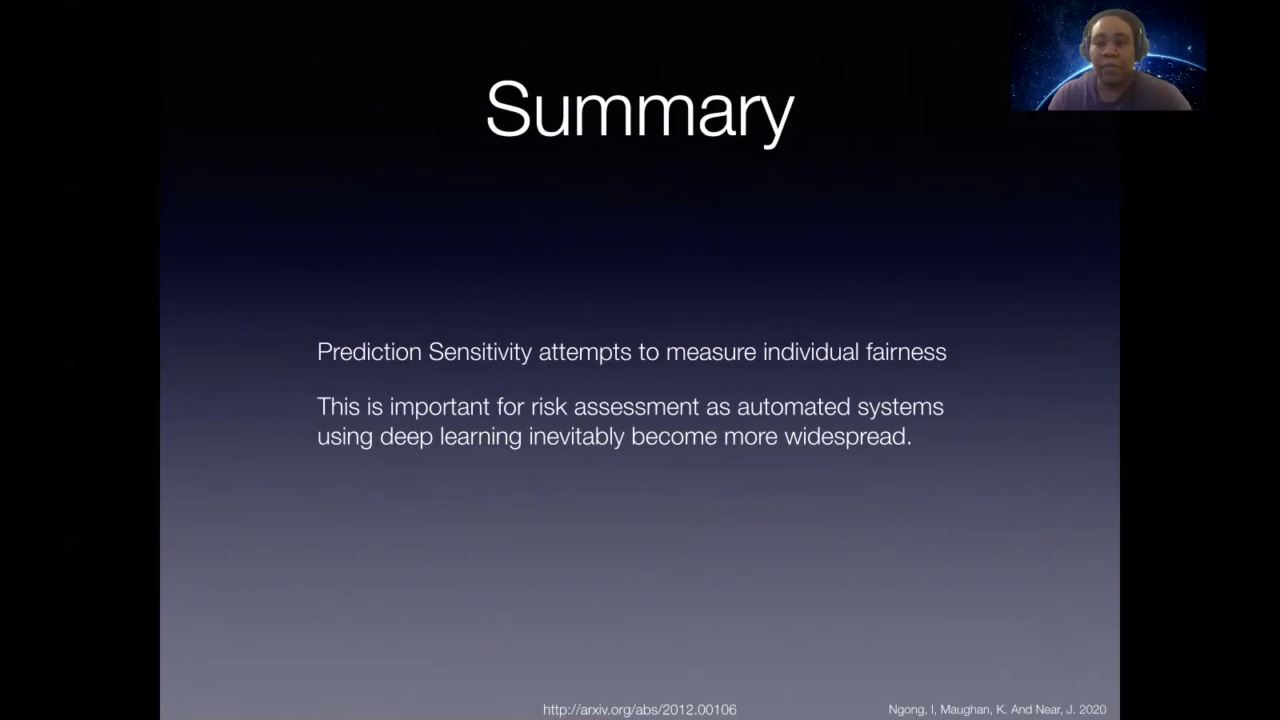 Summary
Prediction Sensitivity attempts to measure individual fairness
This is important for risk assessment as automated systems
using deep learning inevitably become more widespread.
http://arxiv.org/abs/2012.00106
Ngong, I, Maughan, K. And Near, J. 2020